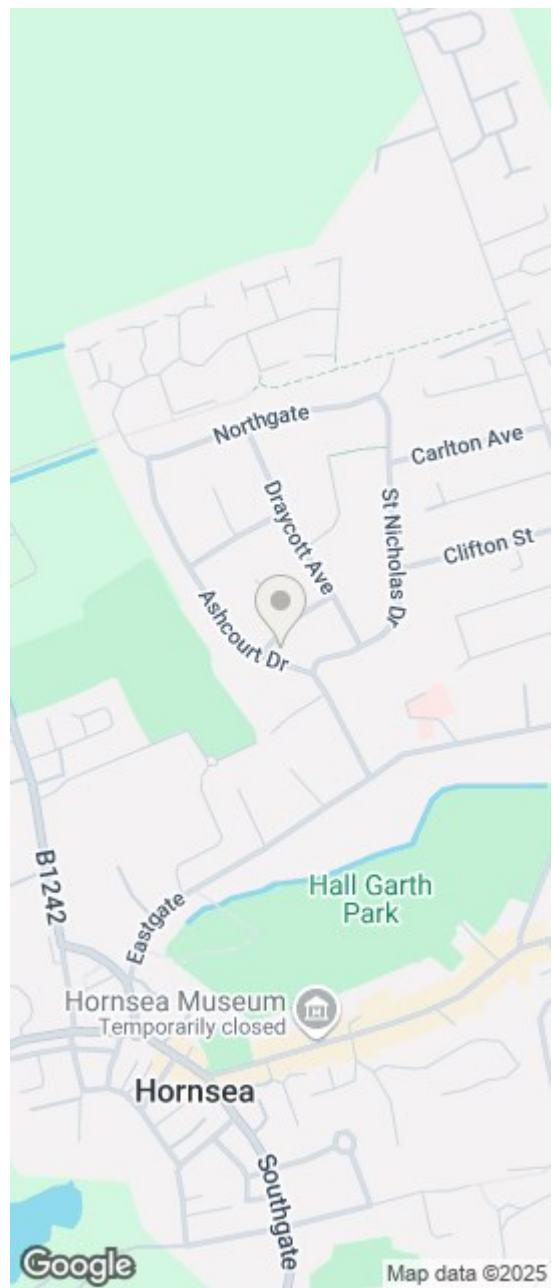 Northgate
Carlton Ave
Draycott Ave
St Nicholas Dr
Clifton St
Ashcourt Dr
B1242
Hall Garth
Park
Eastgate
Hornsea Museum
Temporarily closed
Hornsea
Southgate
Google
Map data ©2025